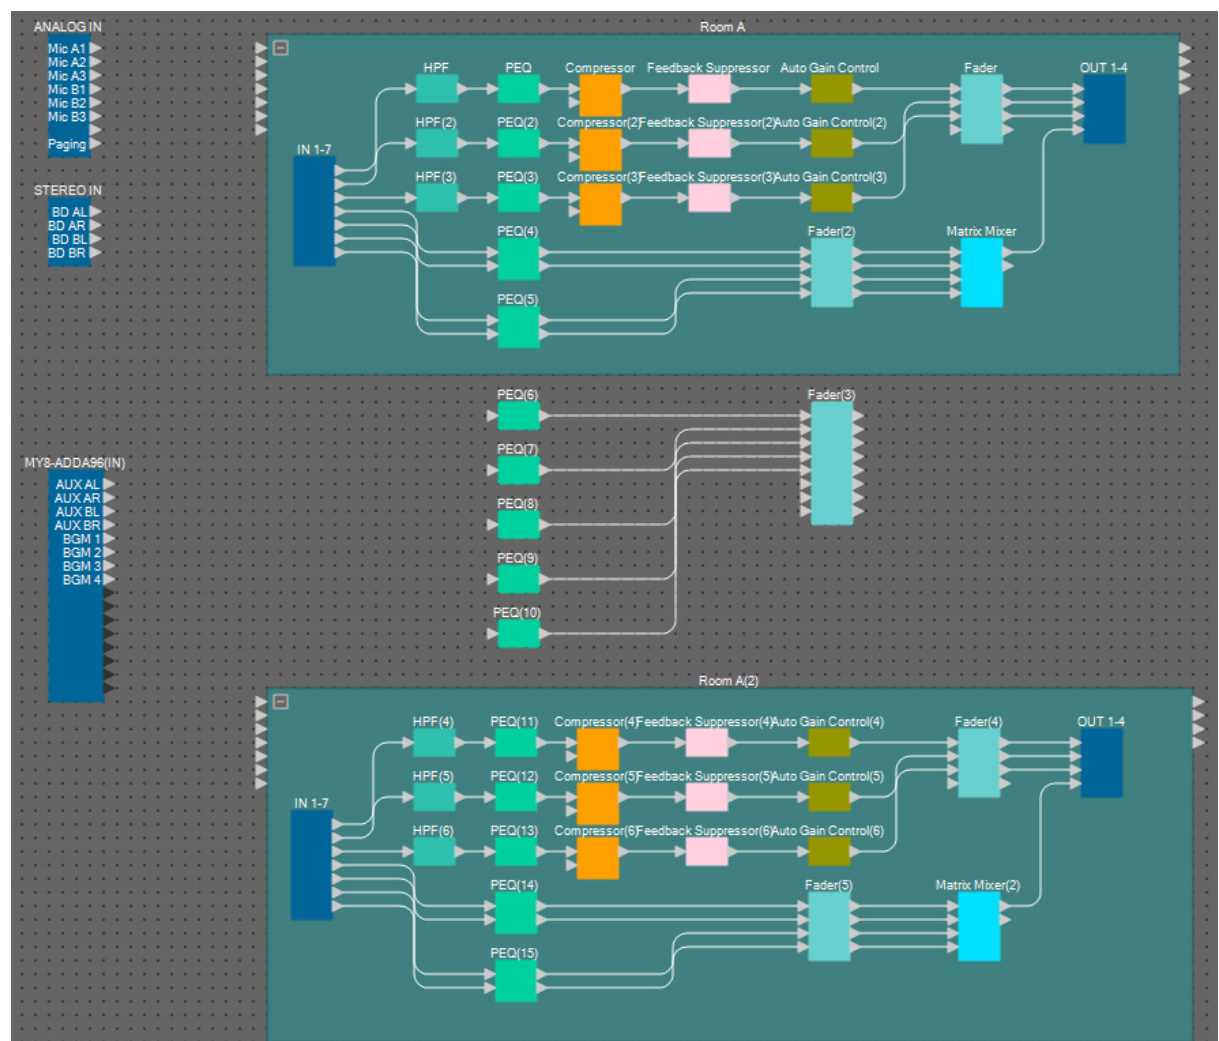 ANALOG IN
Mic A1
Mic A2
Mic A3
Mic B1
Mic B2
Mic B3
Paging
STEREO IN
BD AL
BD AR
BD BL
BD BR
MY8-ADDA96(IN)
AUX AL
AUX AR
AUX BL
AUX BR
BGM 1
BGM 2
BGM 3
BGM 4
Room A
HPF PEQ Compressor Feedback Suppressor Auto Gain Control Fader OUT 1-4
HPF(2) PEQ(2) Compressor(2) Feedback Suppressor(2) Auto Gain Control(2)
IN 1-7
HPF(3) PEQ(3) Compressor(3) Feedback Suppressor(3) Auto Gain Control(3)
PEQ(4) Fader(2) Matrix Mixer
PEQ(5)
PEQ(6) Fader(3)
PEQ(7)
PEQ(8)
PEQ(9)
PEQ(10)
Room A(2)
HPF(4) PEQ(11) Compressor(4) Feedback Suppressor(4) Auto Gain Control(4) Fader(4) OUT 1-4
HPF(5) PEQ(12) Compressor(5) Feedback Suppressor(5) Auto Gain Control(5)
IN 1-7
HPF(6) PEQ(13) Compressor(6) Feedback Suppressor(6) Auto Gain Control(6)
PEQ(14) Fader(5) Matrix Mixer(2)
PEQ(15)